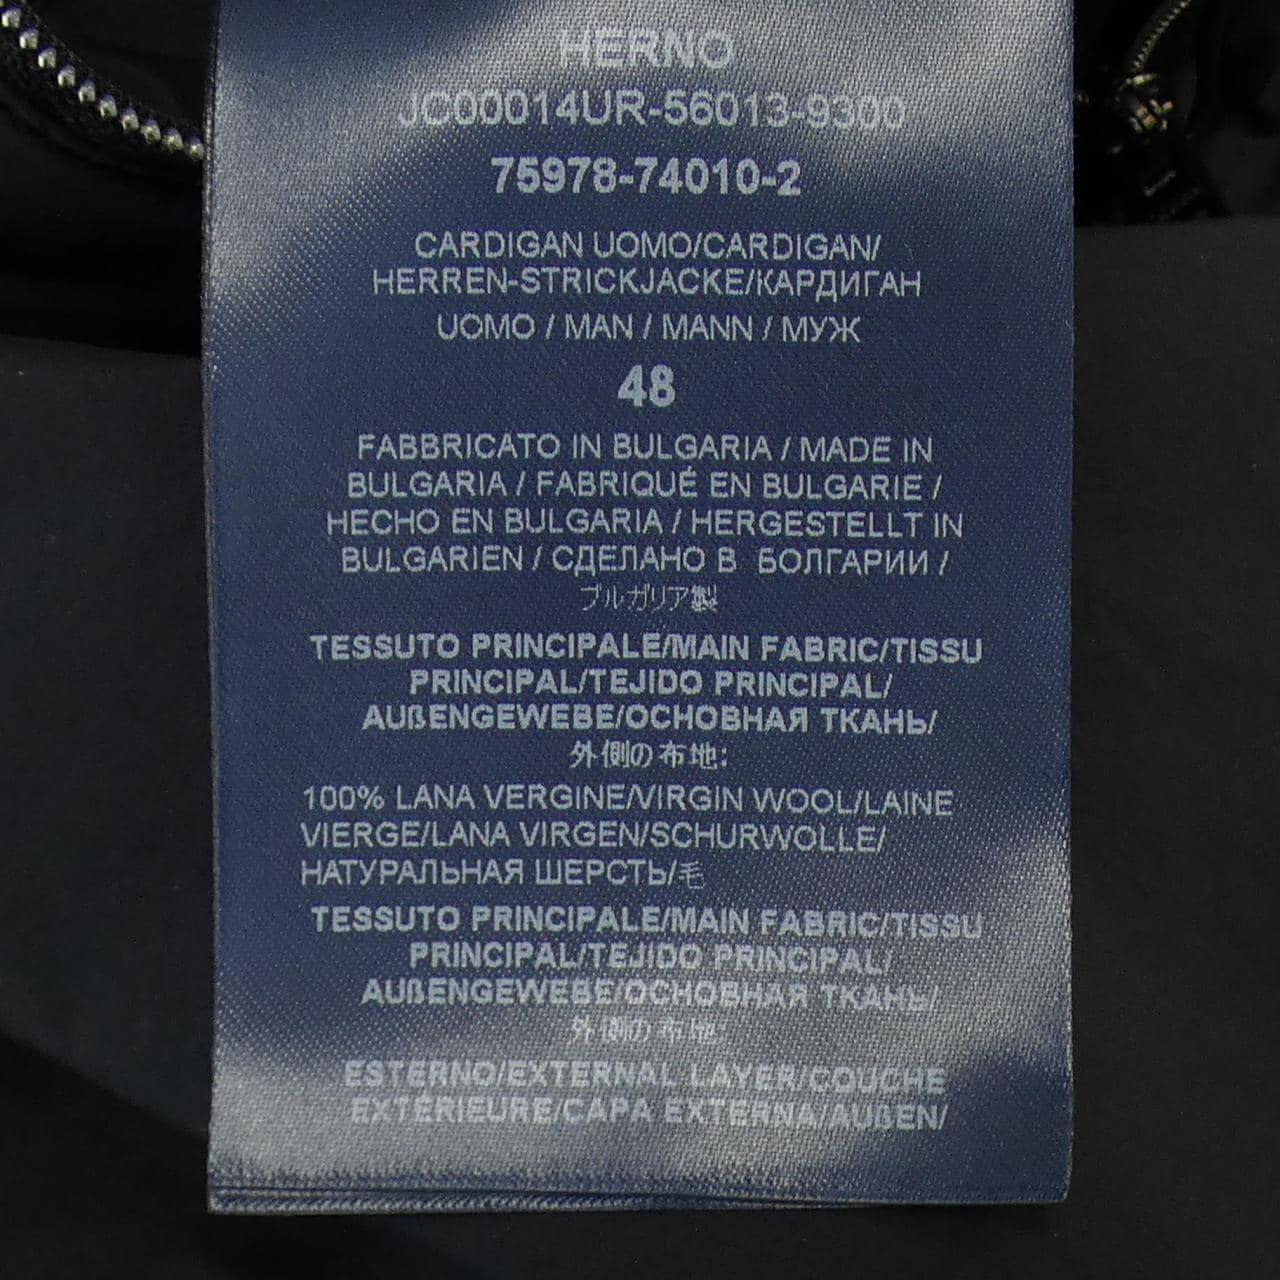 HERNO
JC00014UR-56013-9300
75978-74010-2
CARDIGAN UOMO/CARDIGAN/
HERREN-STRICKJACKE/КАРДИГАН
UOMO / MAN / MANN / МУЖ
48
FABBRICATO IN BULGARIA / MADE IN
BULGARIA / FABRIQUÉ EN BULGARIE /
HECHO EN BULGARIA / HERGESTELLT IN
BULGARIEN / СДЕЛАНО В БОЛГАРИИ /
ブルガリア製
TESSUTO PRINCIPALE/MAIN FABRIC/TISSU
PRINCIPAL/TEJIDO PRINCIPAL/
AUßENGEWEBE/ОСНОВНАЯ ТКАНЬ/
外側の布地:
100% LANA VERGINE/VIRGIN WOOL/LAINE
VIERGE/LANA VIRGEN/SCHURWOLLE/
НАТУРАЛЬНАЯ ШЕРСТЬ/毛
TESSUTO PRINCIPALE/MAIN FABRIC/TISSU
PRINCIPAL/TEJIDO PRINCIPAL/
AUßENGEWEBE/ОСНОВНАЯ ТКАНЬ/
外側の布地:
ESTERNO/EXTERNAL LAYER/COUCHE
EXTÉRIEURE/CAPA EXTERNA/AUßEN/